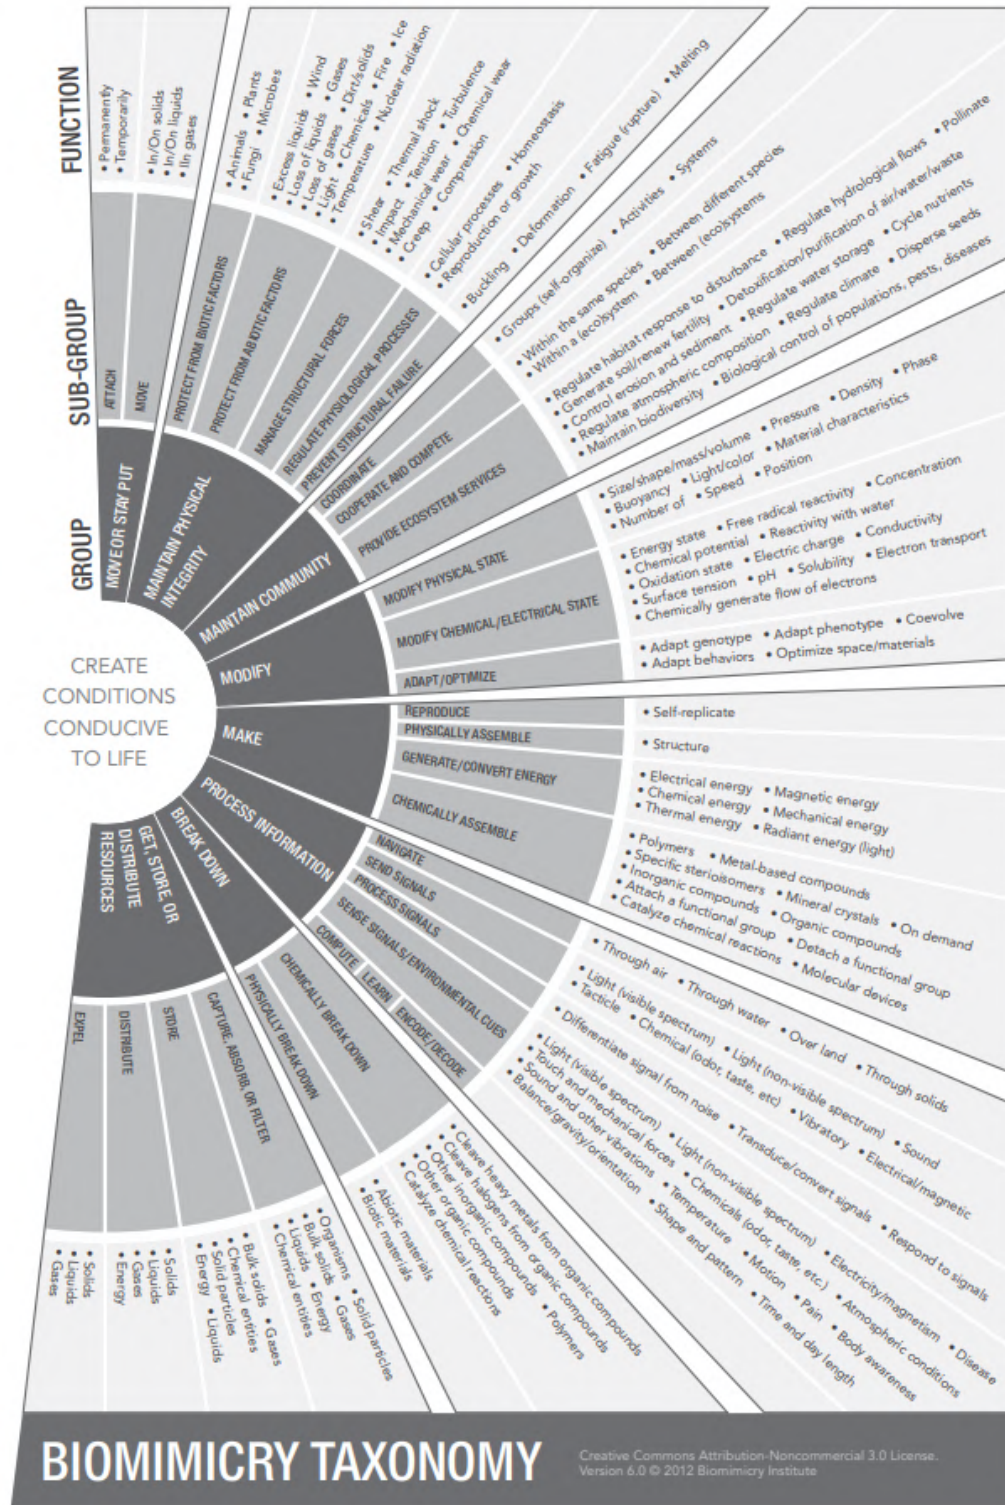 FUNCTION
SUB-GROUP
GROUP
CREATE
CONDITIONS
CONDUCIVE
TO LIFE
MOVE OR STAY PUT
ATTACH
• Permanently
• Temporarily
MOVE
• In/On solids
• In/On liquids
• IIn gases
MAINTAIN PHYSICAL
INTEGRITY
PROTECT FROM BIOTIC FACTORS
• Animals • Plants
• Fungi • Microbes
PROTECT FROM ABIOTIC FACTORS
• Excess liquids • Wind
• Loss of liquids • Gases
• Loss of gases • Dirt/solids
• Light • Chemicals • Fire • Ice
• Temperature • Nuclear radiation
MANAGE STRUCTURAL FORCES
• Shear • Thermal shock
• Impact • Tension • Turbulence
• Mechanical wear • Chemical wear
• Creep • Compression
REGULATE PHYSIOLOGICAL PROCESSES
• Cellular processes • Homeostasis
• Reproduction or growth
PREVENT STRUCTURAL FAILURE
• Buckling • Deformation • Fatigue (rupture) • Melting
MAINTAIN COMMUNITY
COORDINATE
• Groups (self-organize) • Activities • Systems
COOPERATE AND COMPETE
• Within the same species • Between different species
• Within a (eco)system • Between (eco)systems
PROVIDE ECOSYSTEM SERVICES
• Regulate habitat response to disturbance • Regulate hydrological flows • Pollinate
• Generate soil/renew fertility • Detoxification/purification of air/water/waste
• Control erosion and sediment • Regulate water storage • Cycle nutrients
• Regulate atmospheric composition • Regulate climate • Disperse seeds
• Maintain biodiversity • Biological control of populations, pests, diseases
MODIFY
MODIFY PHYSICAL STATE
• Size/shape/mass/volume • Pressure • Density • Phase
• Buoyancy • Light/color • Material characteristics
• Number of • Speed • Position
MODIFY CHEMICAL/ELECTRICAL STATE
• Energy state • Free radical reactivity • Concentration
• Chemical potential • Reactivity with water
• Oxidation state • Electric charge • Conductivity
• Surface tension • pH • Solubility • Electron transport
• Chemically generate flow of electrons
ADAPT/OPTIMIZE
• Adapt genotype • Adapt phenotype • Coevolve
• Adapt behaviors • Optimize space/materials
MAKE
REPRODUCE
• Self-replicate
PHYSICALLY ASSEMBLE
• Structure
GENERATE/CONVERT ENERGY
• Electrical energy • Magnetic energy
• Chemical energy • Mechanical energy
• Thermal energy • Radiant energy (light)
CHEMICALLY ASSEMBLE
• Polymers • Metal-based compounds
• Specific sterioisomers • Mineral crystals • On demand
• Inorganic compounds • Organic compounds
• Attach a functional group • Detach a functional group
• Catalyze chemical reactions • Molecular devices
PROCESS INFORMATION
NAVIGATE
• Through air • Through water • Over land • Through solids
SEND SIGNALS
• Light (visible spectrum) • Light (non-visible spectrum) • Sound
• Tacticle • Chemical (odor, taste, etc) • Vibratory • Electrical/magnetic
PROCESS SIGNALS
• Differentiate signal from noise • Transduce/convert signals • Respond to signals
SENSE SIGNALS/ENVIRONMENTAL CUES
• Light (visible spectrum) • Light (non-visible spectrum) • Electricity/magnetism • Disease
• Touch and mechanical forces • Chemicals (odor, taste, etc.) • Atmospheric conditions
• Sound and other vibrations • Temperature • Motion • Pain • Body awareness
• Balance/gravity/orientation • Shape and pattern • Time and day length
COMPUTE
LEARN
ENCODE/DECODE
BREAK DOWN
CHEMICALLY BREAK DOWN
• Cleave heavy metals from organic compounds
• Cleave halogens from organic compounds
• Other inorganic compounds • Polymers
• Other organic compounds
• Catalyze chemical reactions
PHYSICALLY BREAK DOWN
• Abiotic materials
• Biotic materials
GET, STORE, OR
DISTRIBUTE
RESOURCES
CAPTURE, ABSORB, OR FILTER
• Organisms • Solid particles
• Bulk solids • Gases
• Liquids • Energy
• Chemical entities
STORE
• Bulk solids • Gases
• Chemical entities
• Solid particles
• Energy • Liquids
DISTRIBUTE
• Solids
• Liquids
• Gases
• Energy
EXPEL
• Solids
• Liquids
• Gases
BIOMIMICRY TAXONOMY
Creative Commons Attribution-Noncommercial 3.0 License.
Version 6.0 © 2012 Biomimicry Institute